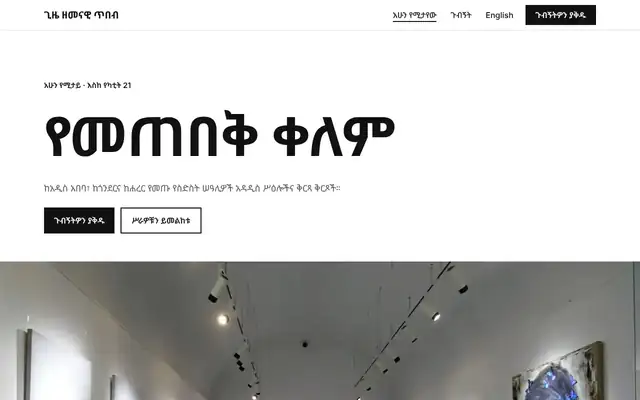 ጊዜ ዘመናዊ ጥበብ
አሁን የሚታየው
ጉብኝት
English
ጉብኝትዎን ያቅዱ
አሁን የሚታይ · እስከ የካቲት 21
የመጠበቅ ቀለም
ከአዲስ አበባ፣ ከጎንደርና ከሐረር የመጡ የስድስት ሠዓሊዎች አዳዲስ ሥዕሎችና ቅርጻ ቅርጾች።
ጉብኝትዎን ያቅዱ
ሥራዎቹን ይመልከቱ